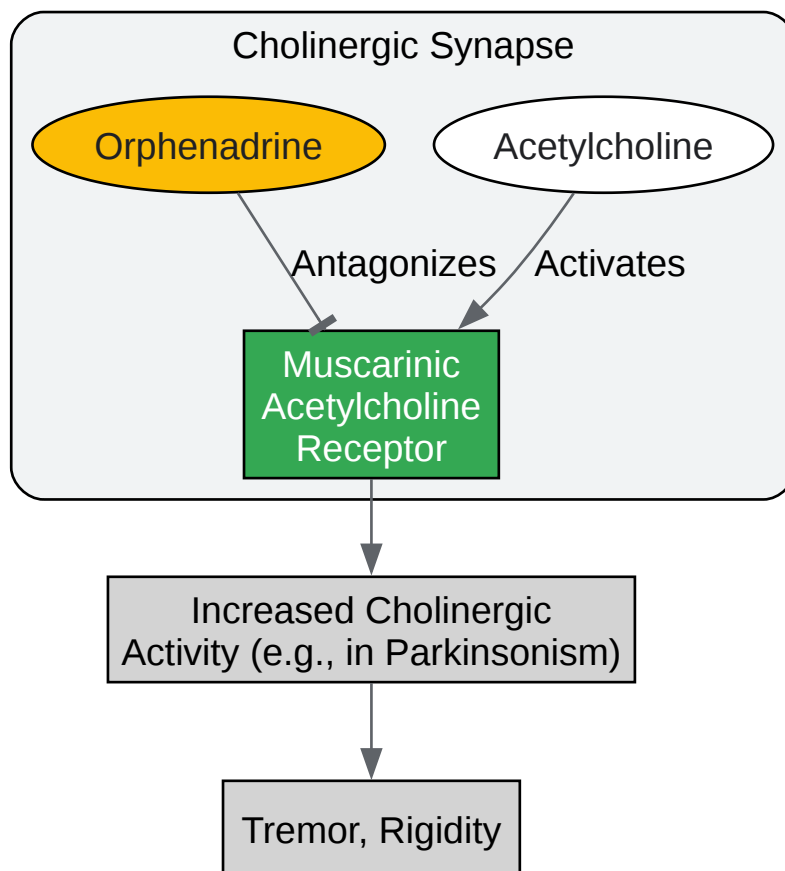 Cholinergic Synapse
Orphenadrine
Acetylcholine
Antagonizes
Activates
Muscarinic
Acetylcholine
Receptor
Increased Cholinergic
Activity (e.g., in Parkinsonism)
Tremor, Rigidity